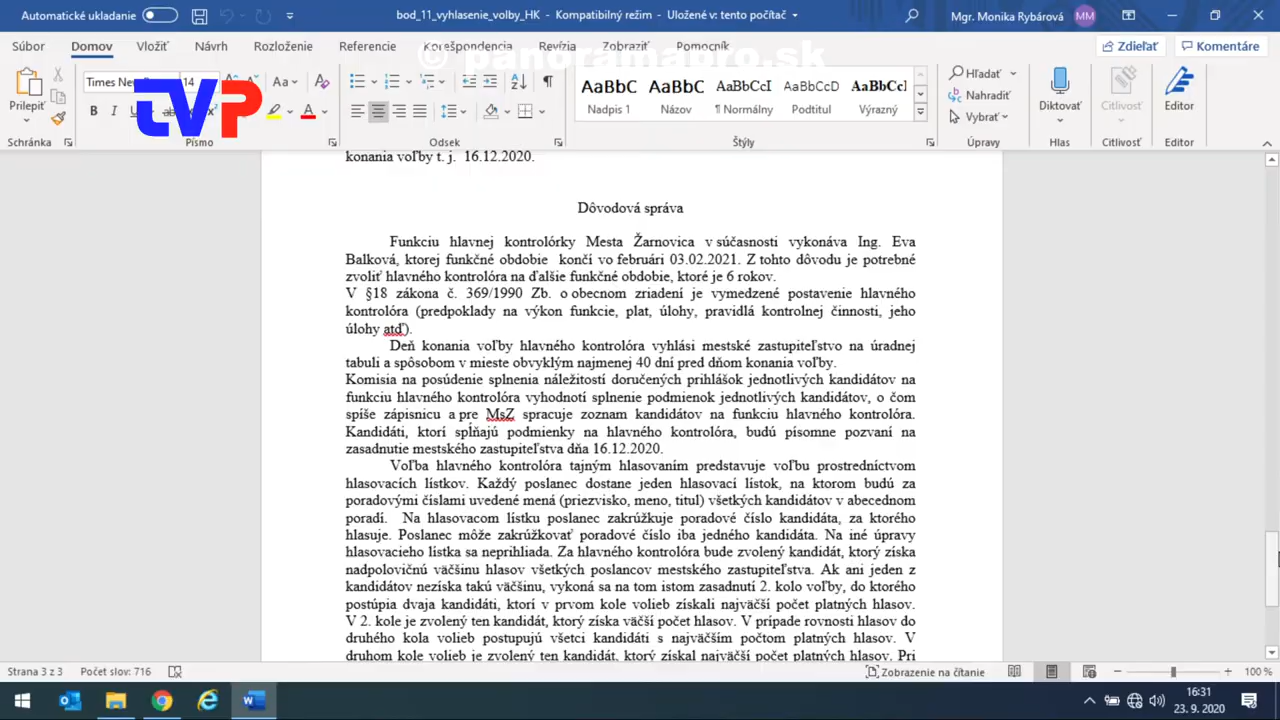 Automatické ukladanie
bod_11_vyhlasenie_volby_HK - Kompatibilný režim - Uložené v: tento počítač
Mgr. Monika Rybárová
MM
Súbor Domov Vložiť Návrh Rozloženie Referencie Korešpondencia Revízia Zobraziť Pomocník
Zdieľať
Komentáre
© panoramabro.sk
TVP
Prilepiť
Schránka
14
Písmo
Odsek
AaBbC AaBbC AaBbCcI AaBbCcD AaBbCcI
Nadpis 1 Názov ¶ Normálny Podtitul Výrazný
Štýly
Hľadať
Nahradiť
Vybrať
Úpravy
Diktovať
Hlas
Citlivosť
Citlivosť
Editor
Editor
konania voľby t. j. 16.12.2020.
Dôvodová správa
Funkciu hlavnej kontrolórky Mesta Žarnovica v súčasnosti vykonáva Ing. Eva
Balková, ktorej funkčné obdobie končí vo februári 03.02.2021. Z tohto dôvodu je potrebné
zvoliť hlavného kontrolóra na ďalšie funkčné obdobie, ktoré je 6 rokov.
V §18 zákona č. 369/1990 Zb. o obecnom zriadení je vymedzené postavenie hlavného
kontrolóra (predpoklady na výkon funkcie, plat, úlohy, pravidlá kontrolnej činnosti, jeho
úlohy atď).
Deň konania voľby hlavného kontrolóra vyhlási mestské zastupiteľstvo na úradnej
tabuli a spôsobom v mieste obvyklým najmenej 40 dní pred dňom konania voľby.
Komisia na posúdenie splnenia náležitostí doručených prihlášok jednotlivých kandidátov na
funkciu hlavného kontrolóra vyhodnotí splnenie podmienok jednotlivých kandidátov, o čom
spíše zápisnicu a pre MsZ spracuje zoznam kandidátov na funkciu hlavného kontrolóra.
Kandidáti, ktorí spĺňajú podmienky na hlavného kontrolóra, budú písomne pozvaní na
zasadnutie mestského zastupiteľstva dňa 16.12.2020.
Voľba hlavného kontrolóra tajným hlasovaním predstavuje voľbu prostredníctvom
hlasovacích lístkov. Každý poslanec dostane jeden hlasovací lístok, na ktorom budú za
poradovými číslami uvedené mená (priezvisko, meno, titul) všetkých kandidátov v abecednom
poradí. Na hlasovacom lístku poslanec zakrúžkuje poradové číslo kandidáta, za ktorého
hlasuje. Poslanec môže zakrúžkovať poradové číslo iba jedného kandidáta. Na iné úpravy
hlasovacieho lístka sa neprihliada. Za hlavného kontrolóra bude zvolený kandidát, ktorý získa
nadpolovičnú väčšinu hlasov všetkých poslancov mestského zastupiteľstva. Ak ani jeden z
kandidátov nezíska takú väčšinu, vykoná sa na tom istom zasadnutí 2. kolo voľby, do ktorého
postúpia dvaja kandidáti, ktorí v prvom kole volieb získali najväčší počet platných hlasov.
V 2. kole je zvolený ten kandidát, ktorý získa väčší počet hlasov. V prípade rovnosti hlasov do
druhého kola volieb postupujú všetci kandidáti s najväčším počtom platných hlasov. V
druhom kole volieb je zvolený ten kandidát, ktorý získal najväčší počet platných hlasov. Pri
Strana 3 z 3
Počet slov: 716
Zobrazenie na čítanie
100 %
16:31
23. 9. 2020